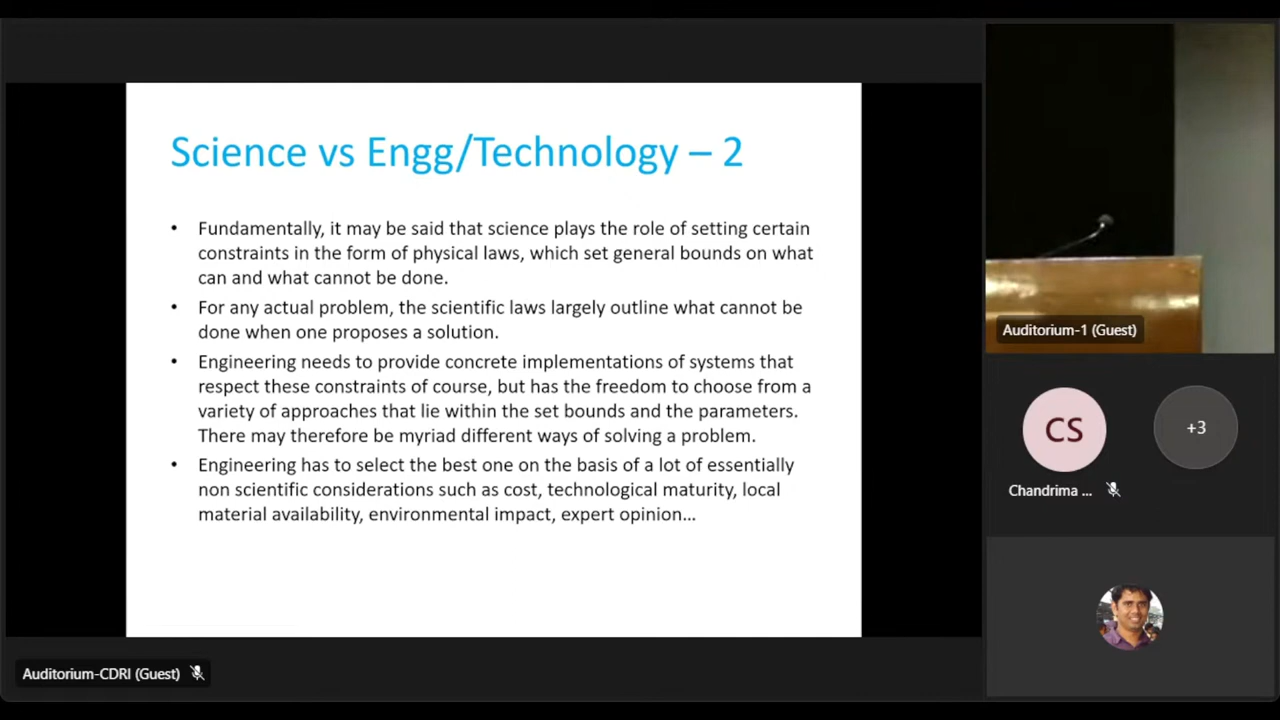 Science vs Engg/Technology – 2
• Fundamentally, it may be said that science plays the role of setting certain
constraints in the form of physical laws, which set general bounds on what
can and what cannot be done.
• For any actual problem, the scientific laws largely outline what cannot be
done when one proposes a solution.
• Engineering needs to provide concrete implementations of systems that
respect these constraints of course, but has the freedom to choose from a
variety of approaches that lie within the set bounds and the parameters.
There may therefore be myriad different ways of solving a problem.
• Engineering has to select the best one on the basis of a lot of essentially
non scientific considerations such as cost, technological maturity, local
material availability, environmental impact, expert opinion…
Auditorium-CDRI (Guest)
Auditorium-1 (Guest)
CS
+3
Chandrima ...